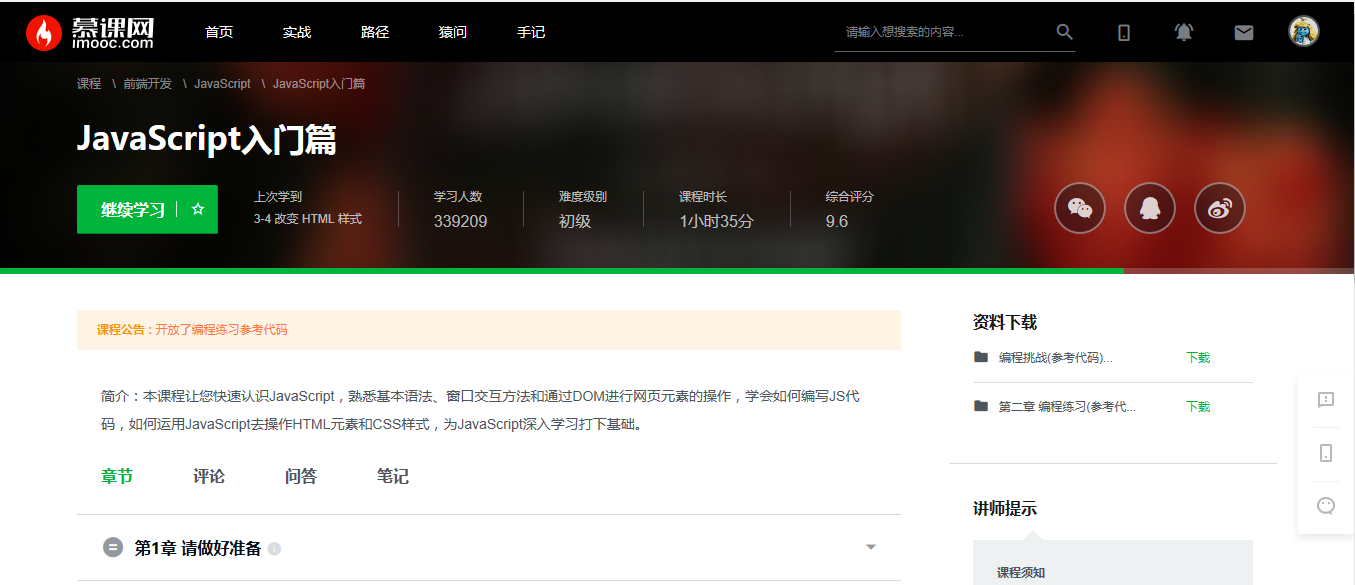 慕课网
imooc.com
首页 实战 路径 猿问 手记
请输入想搜索的内容...
课程 \ 前端开发 \ JavaScript \ JavaScript入门篇
JavaScript入门篇
继续学习
上次学到
3-4 改变 HTML 样式
学习人数
339209
难度级别
初级
课程时长
1小时35分
综合评分
9.6
课程公告 : 开放了编程练习参考代码
简介：本课程让您快速认识JavaScript，熟悉基本语法、窗口交互方法和通过DOM进行网页元素的操作，学会如何编写JS代
码，如何运用JavaScript去操作HTML元素和CSS样式，为JavaScript深入学习打下基础。
章节 评论 问答 笔记
第1章 请做好准备
资料下载
编程挑战(参考代码)... 下载
第二章 编程练习(参考代... 下载
讲师提示
课程须知